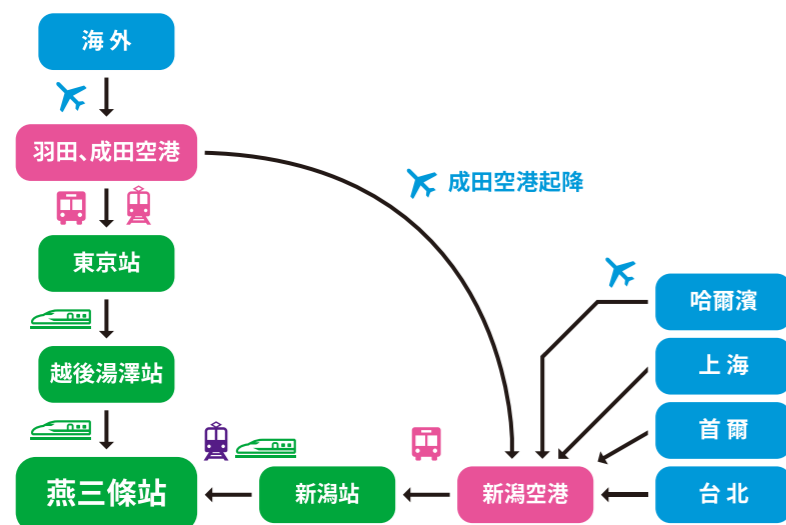 海外
羽田、成田空港
成田空港起降
東京站
哈爾濱
上海
越後湯澤站
首爾
燕三條站
新潟站
新潟空港
台北